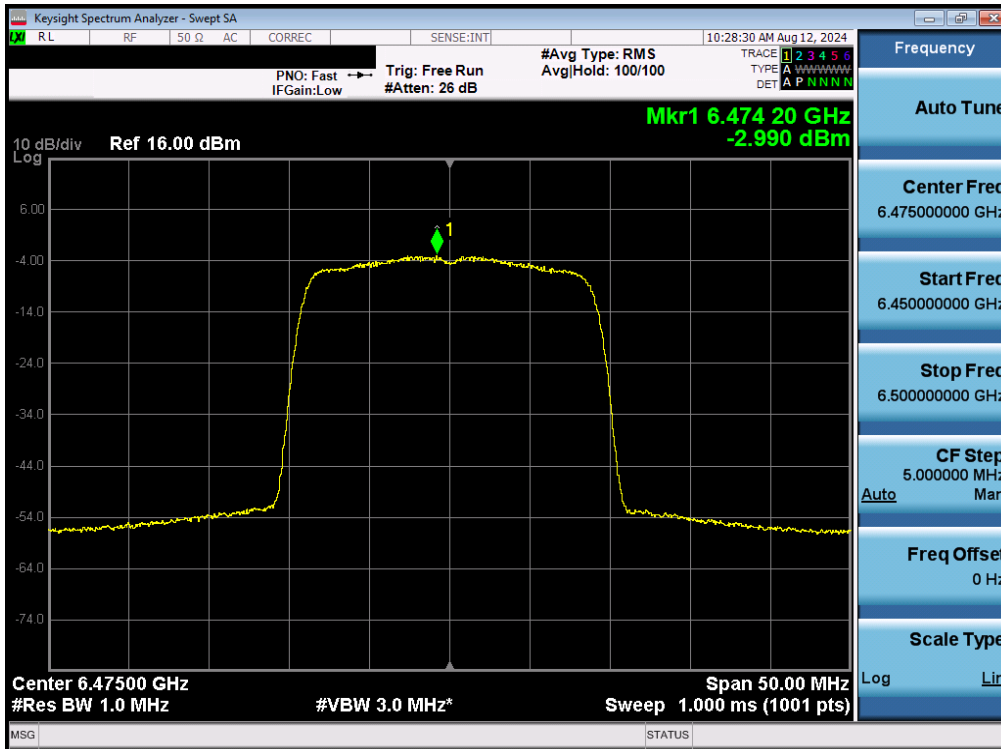 Keysight Spectrum Analyzer - Swept SA
LXI RL RF 50 Ω AC CORREC SENSE:INT 10:28:30 AM Aug 12, 2024
#Avg Type: RMS TRACE 1 2 3 4 5 6
PNO: Fast Trig: Free Run Avg|Hold: 100/100 TYPE A WWWWW
IFGain:Low #Atten: 26 dB DET A P N N N N
Mkr1 6.474 20 GHz
-2.990 dBm
10 dB/div Ref 16.00 dBm
Log
1
6.00
-4.00
-14.0
-24.0
-34.0
-44.0
-54.0
-64.0
-74.0
Center 6.47500 GHz Span 50.00 MHz
#Res BW 1.0 MHz #VBW 3.0 MHz* Sweep 1.000 ms (1001 pts)
MSG STATUS
Frequency
Auto Tune
Center Freq
6.475000000 GHz
Start Freq
6.450000000 GHz
Stop Freq
6.500000000 GHz
CF Step
5.000000 MHz
Auto Man
Freq Offset
0 Hz
Scale Type
Log Lin